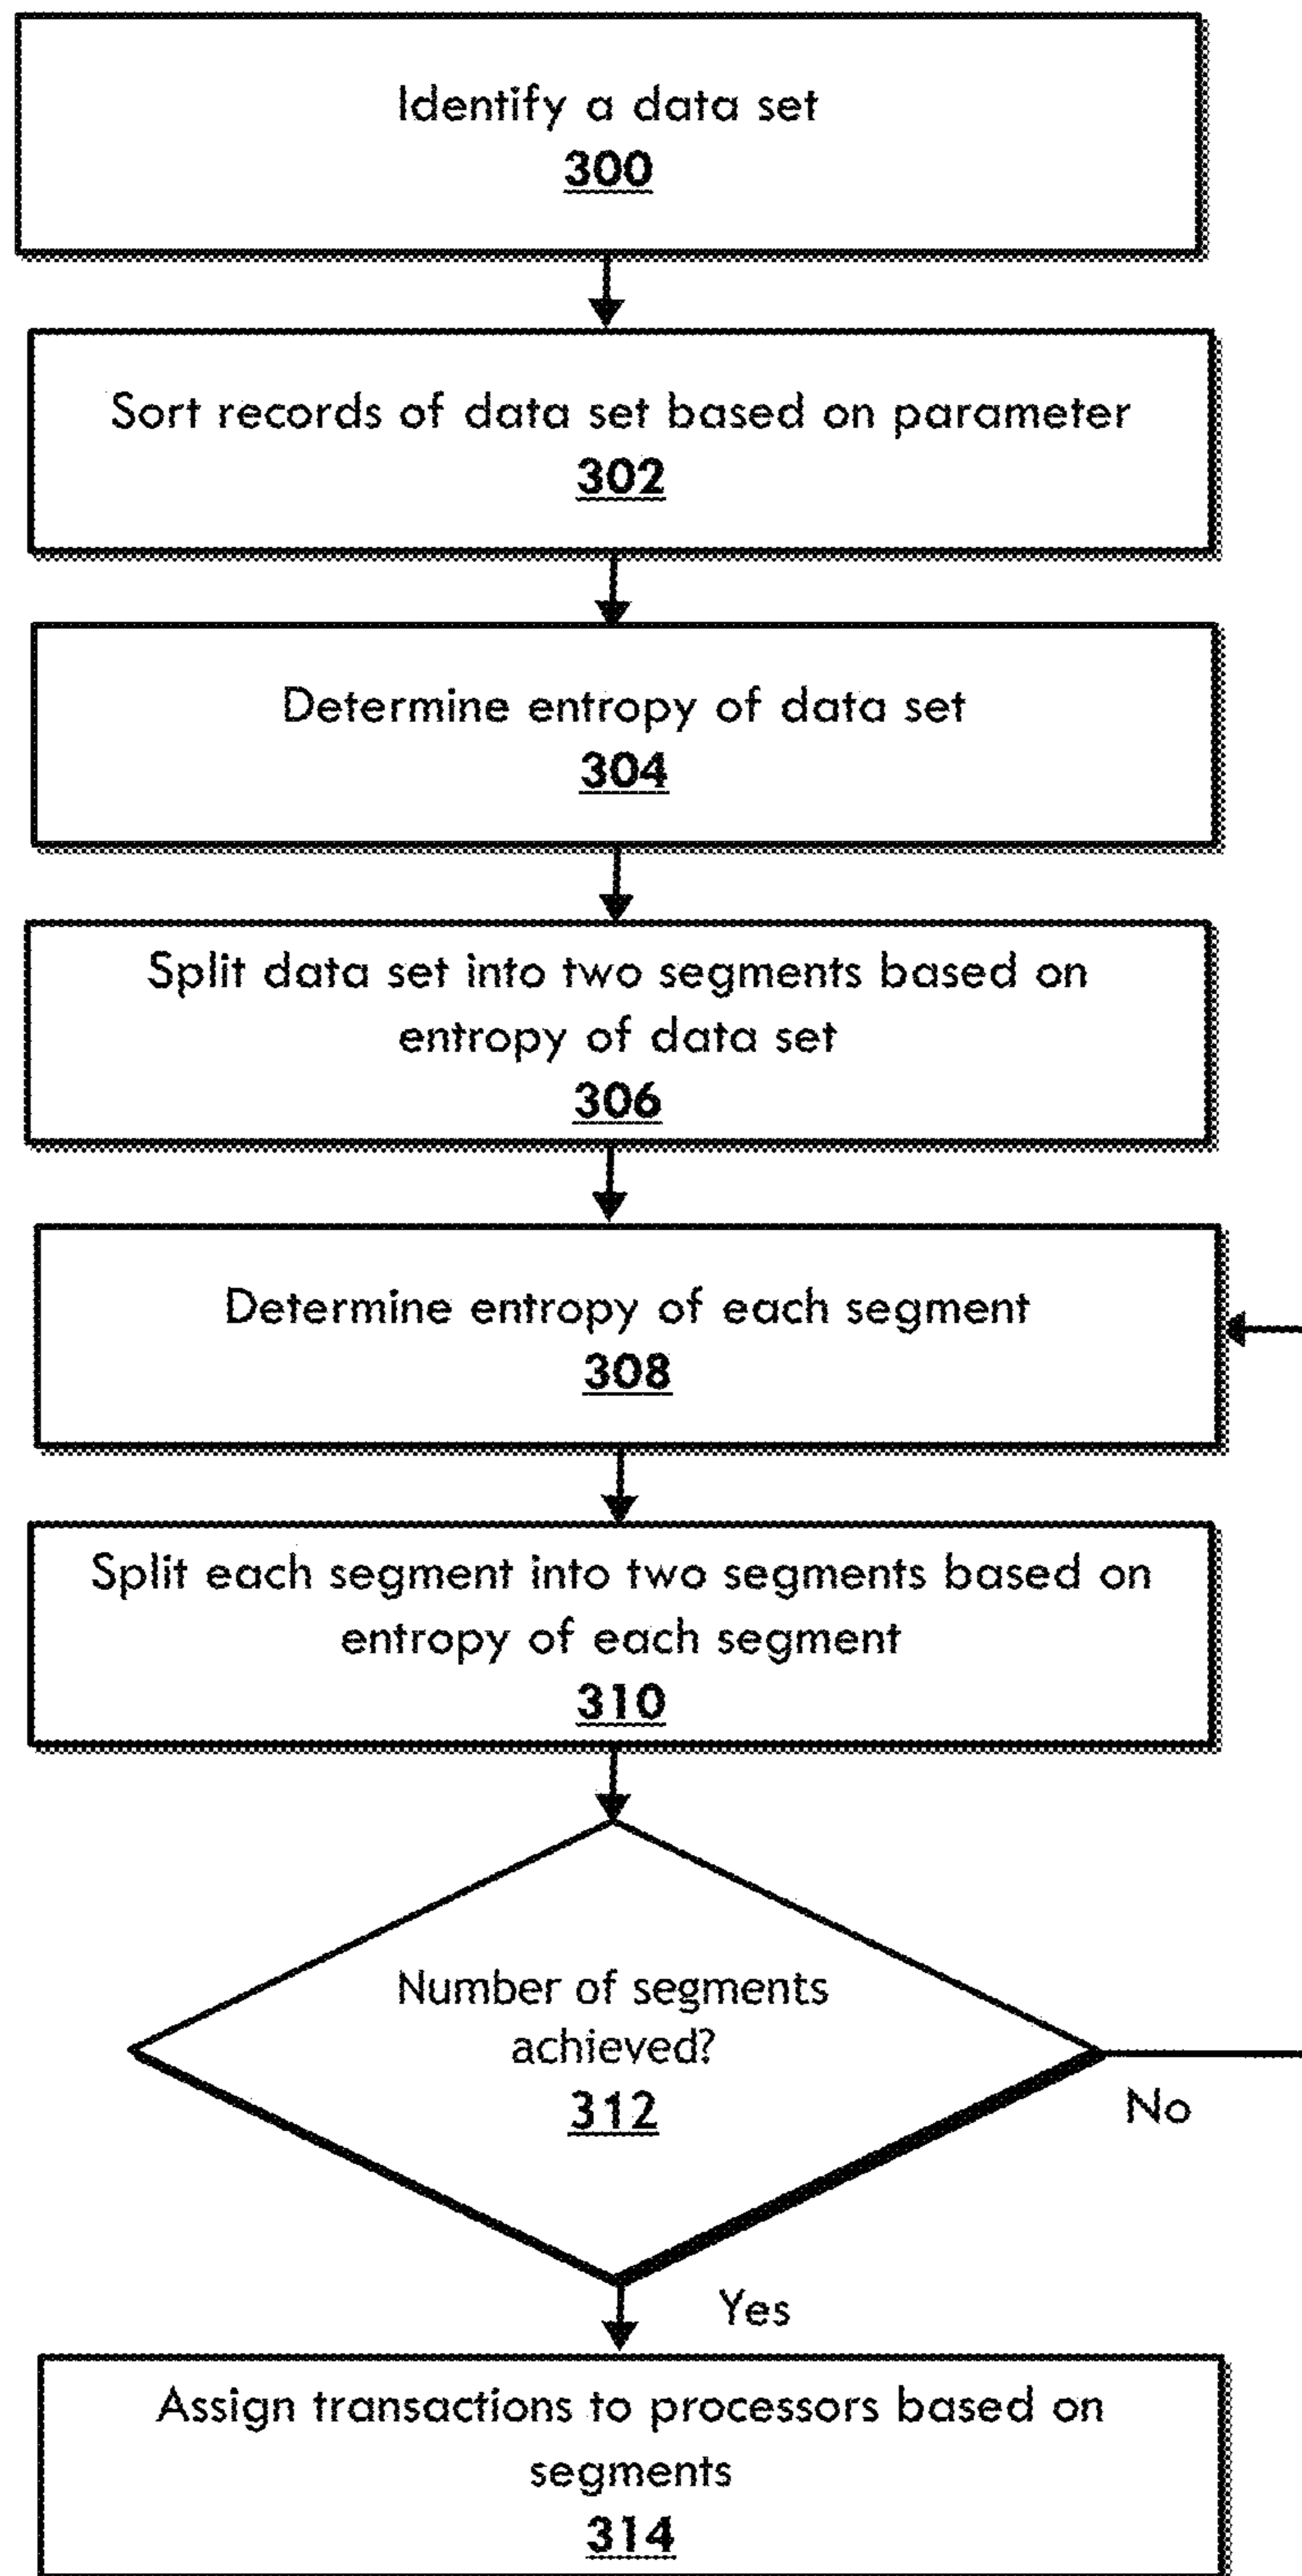 Identify a data set
300
Sort records of data set based on parameter
302
Determine entropy of data set
304
Split data set into two segments based on
entropy of data set
306
Determine entropy of each segment
308
Split each segment into two segments based on
entropy of each segment
310
Number of segments
achieved?
312
No
Yes
Assign transactions to processors based on
segments
314